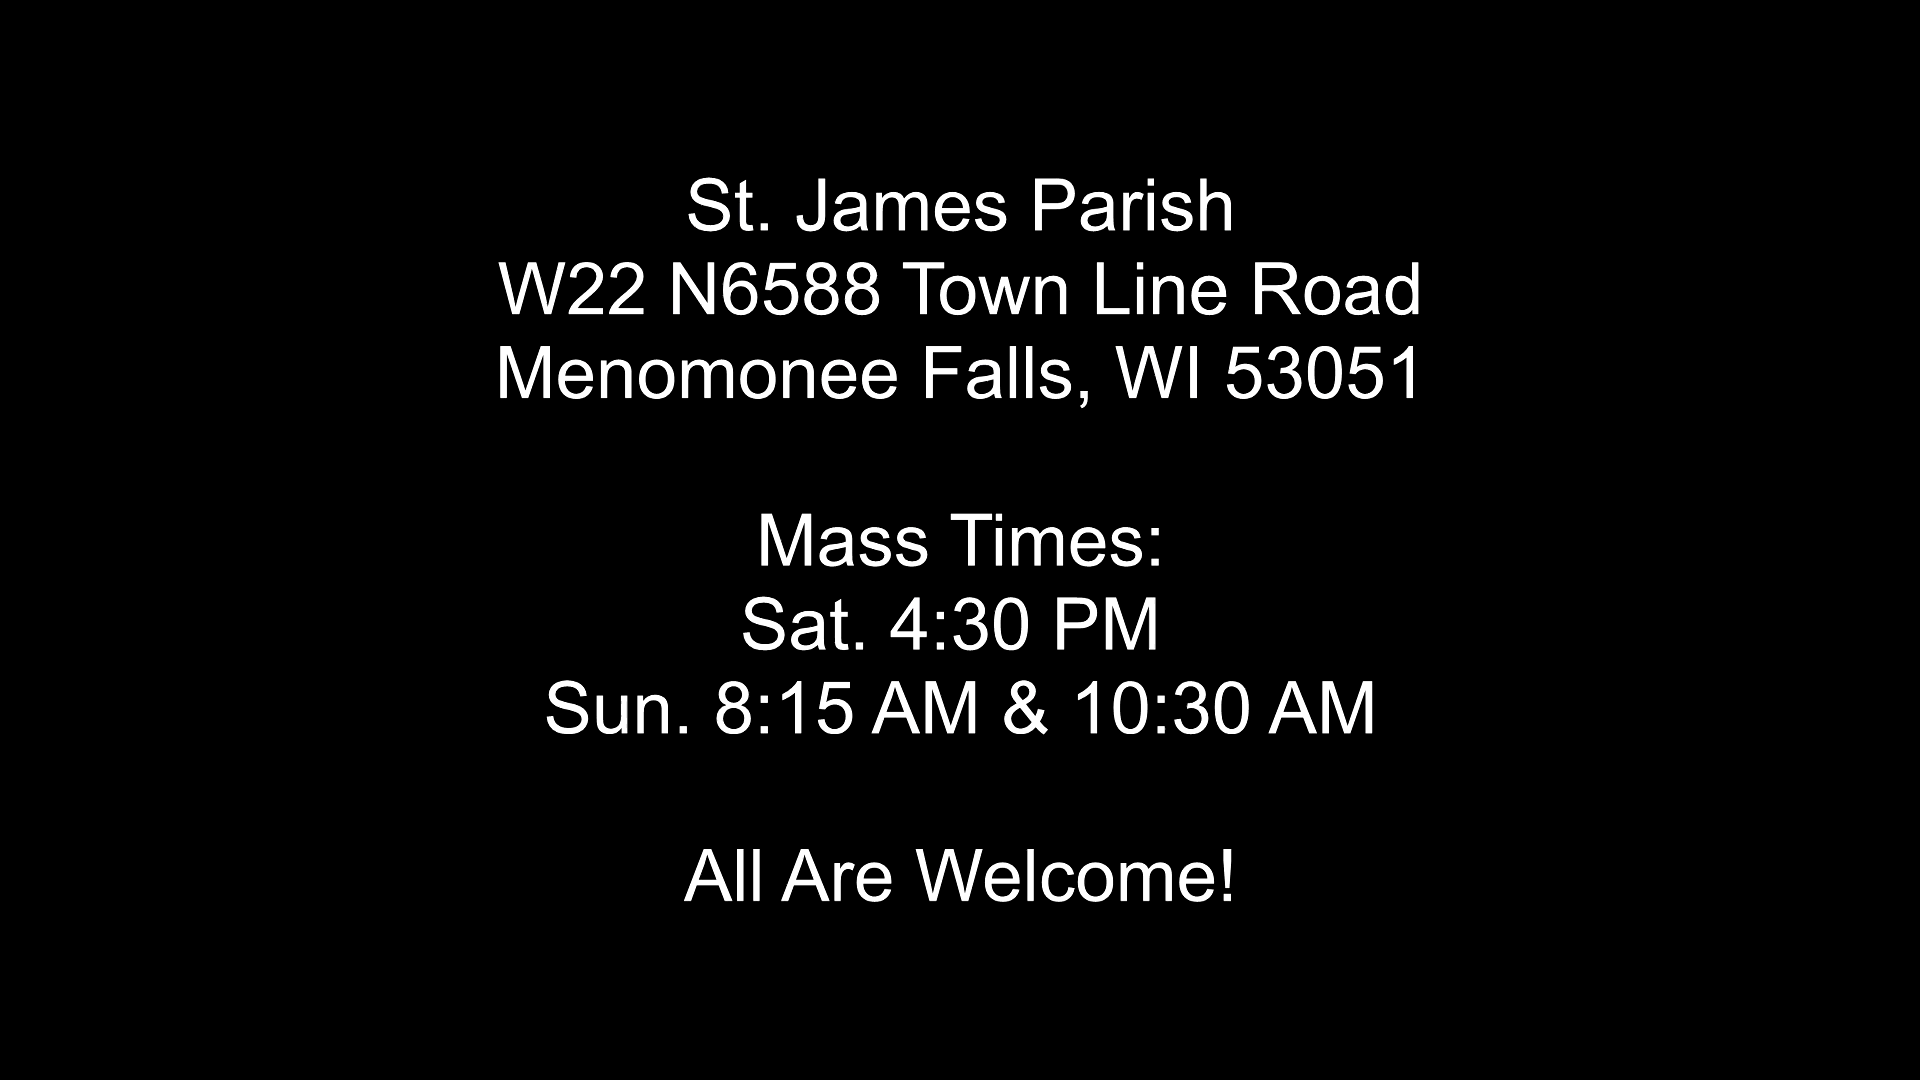 St. James Parish
W22 N6588 Town Line Road
Menomonee Falls, WI 53051
Mass Times:
Sat. 4:30 PM
Sun. 8:15 AM & 10:30 AM
All Are Welcome!